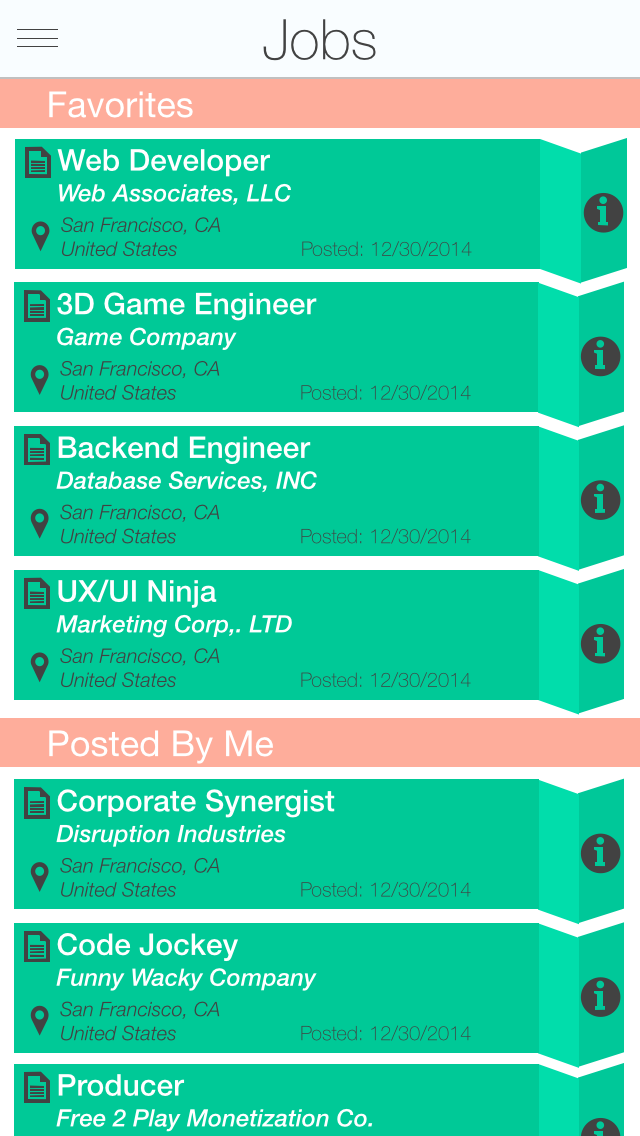 Jobs
Favorites
Web Developer
Web Associates, LLC
San Francisco, CA
United States Posted: 12/30/2014
3D Game Engineer
Game Company
San Francisco, CA
United States Posted: 12/30/2014
Backend Engineer
Database Services, INC
San Francisco, CA
United States Posted: 12/30/2014
UX/UI Ninja
Marketing Corp,. LTD
San Francisco, CA
United States Posted: 12/30/2014
Posted By Me
Corporate Synergist
Disruption Industries
San Francisco, CA
United States Posted: 12/30/2014
Code Jockey
Funny Wacky Company
San Francisco, CA
United States Posted: 12/30/2014
Producer
Free 2 Play Monetization Co.